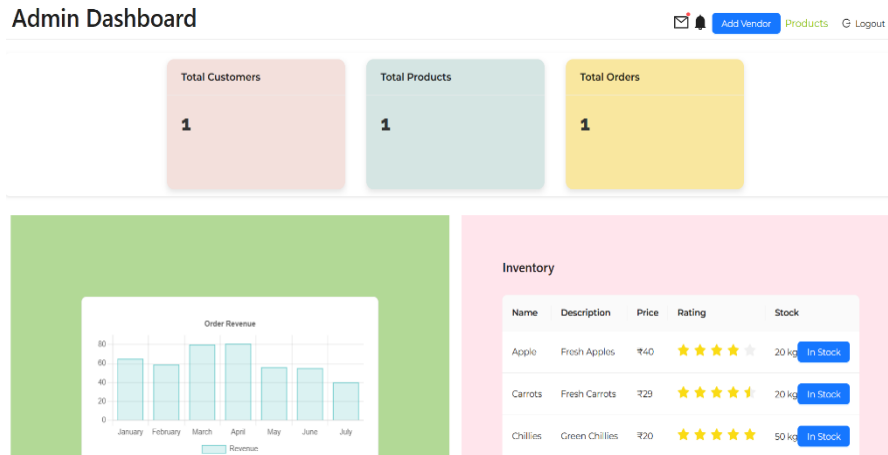 Admin Dashboard
Add Vendor Products Logout
Total Customers
1
Total Products
1
Total Orders
1
Order Revenue
80
60
40
20
0
January February March April May June July
Revenue
Inventory
Name Description Price Rating Stock
Apple Fresh Apples ₹40 20 kg In Stock
Carrots Fresh Carrots ₹29 20 kg In Stock
Chillies Green Chillies ₹20 50 kg In Stock